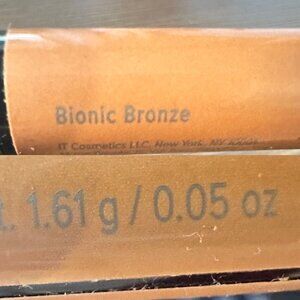 Bionic Bronze
IT Cosmetics LLC, New York, NY
t. 1.61 g / 0.05 oz